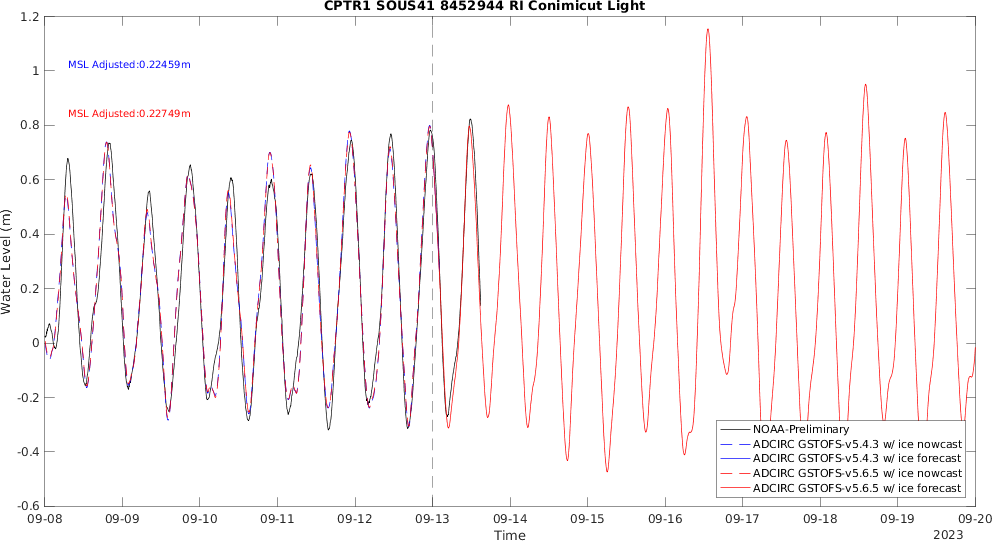 CPTR1 SOUS41 8452944 RI Conimicut Light
1.2
1
0.8
0.6
0.4
0.2
0
-0.2
-0.4
-0.6
Water Level (m)
MSL Adjusted:0.22459m
MSL Adjusted:0.22749m
NOAA-Preliminary
ADCIRC GSTOFS-v5.4.3 w/ ice nowcast
ADCIRC GSTOFS-v5.4.3 w/ ice forecast
ADCIRC GSTOFS-v5.6.5 w/ ice nowcast
ADCIRC GSTOFS-v5.6.5 w/ ice forecast
09-08 09-09 09-10 09-11 09-12 09-13 09-14 09-15 09-16 09-17 09-18 09-19 09-20
Time
2023